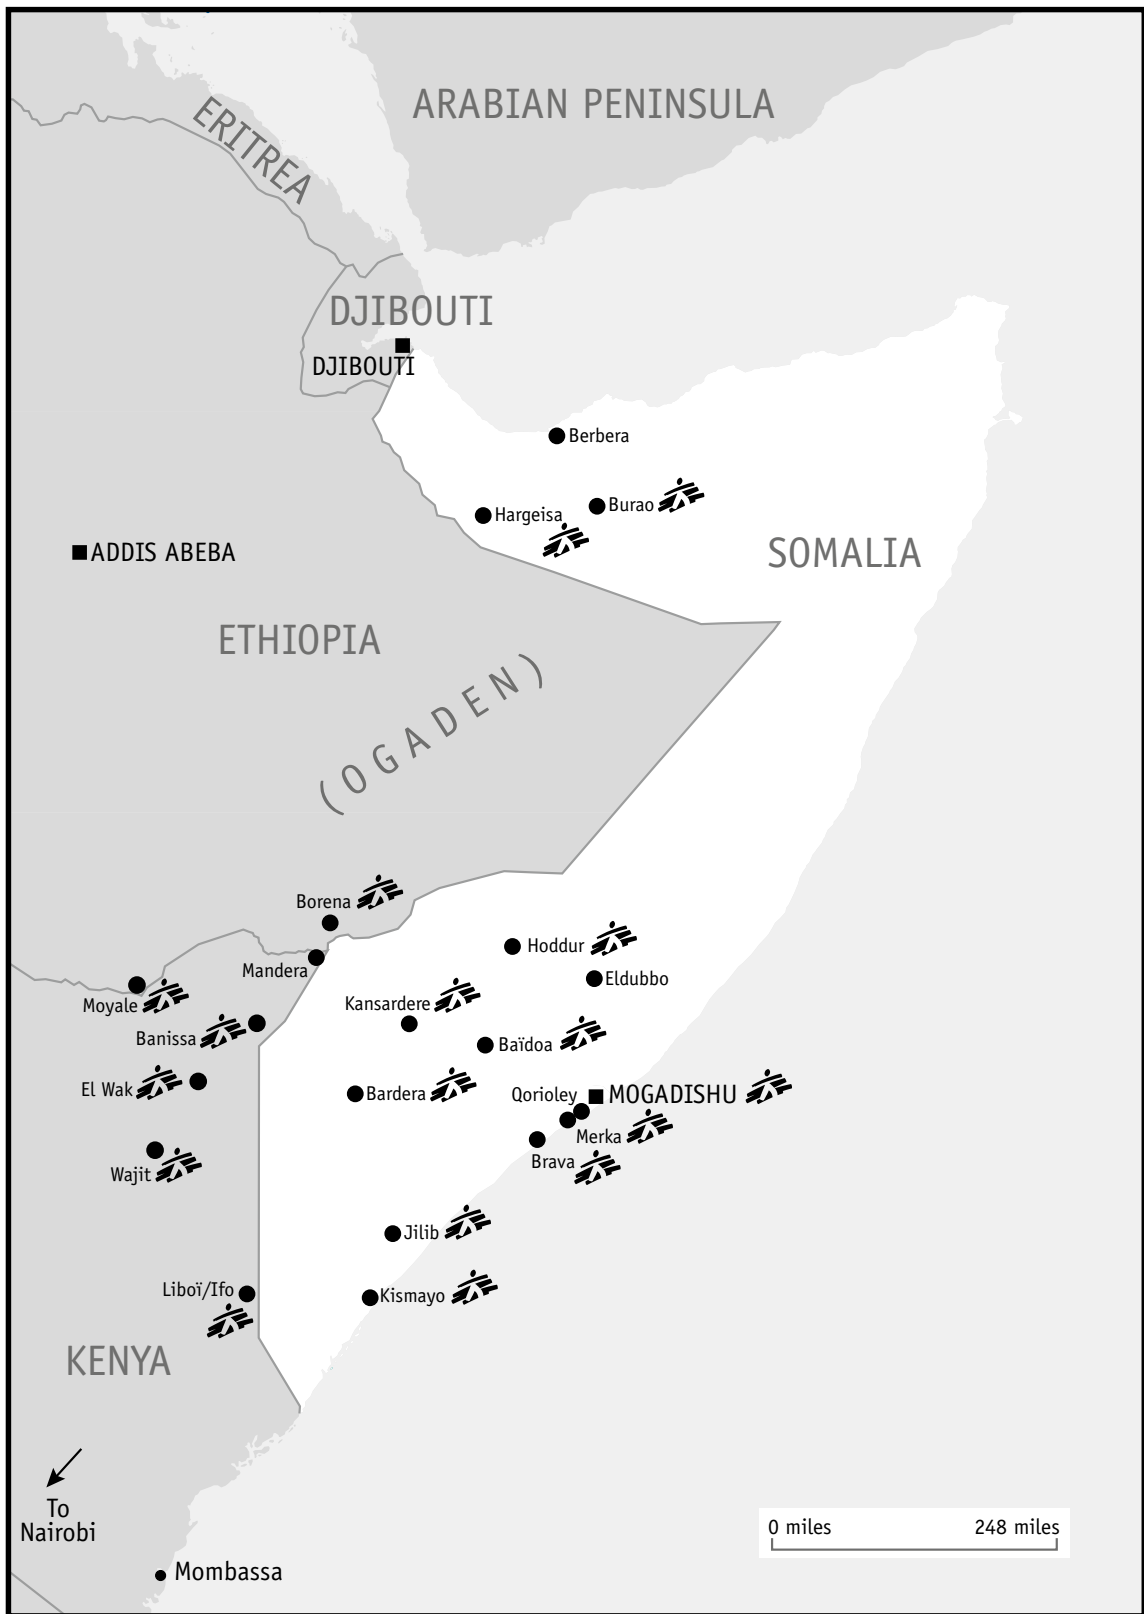 ARABIAN PENINSULA
ERITREA
DJIBOUTI
DJIBOUTI
Berbera
Burao
Hargeisa
ADDIS ABEBA
SOMALIA
ETHIOPIA
(OGADEN)
Borena
Hoddur
Mandera
Eldubbo
Moyale
Kansardere
Banissa
Baïdoa
El Wak
Bardera
Qorioley
MOGADISHU
Merka
Brava
Wajit
Jilib
Liboï/Ifo
Kismayo
KENYA
To
Nairobi
0 miles 248 miles
Mombassa